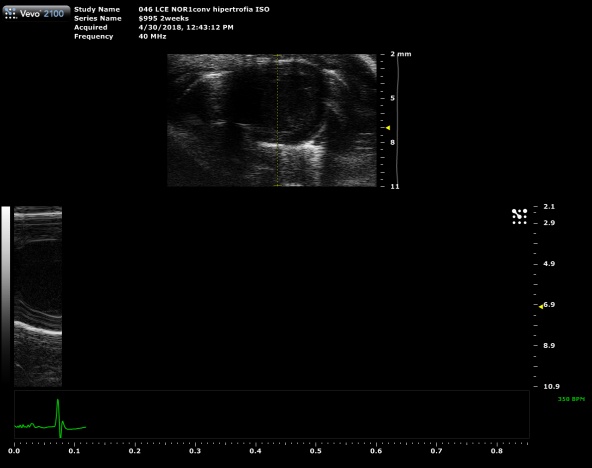 Vevo 2100
Study Name 046 LCE NOR1conv hipertrofia ISO
Series Name $995 2weeks
Acquired 4/30/2018, 12:43:12 PM
Frequency 40 MHz
2 mm
5
8
11
2.1
2.9
4.9
6.9
8.9
10.9
350 BPM
0.0 0.1 0.2 0.3 0.4 0.5 0.6 0.7 0.8